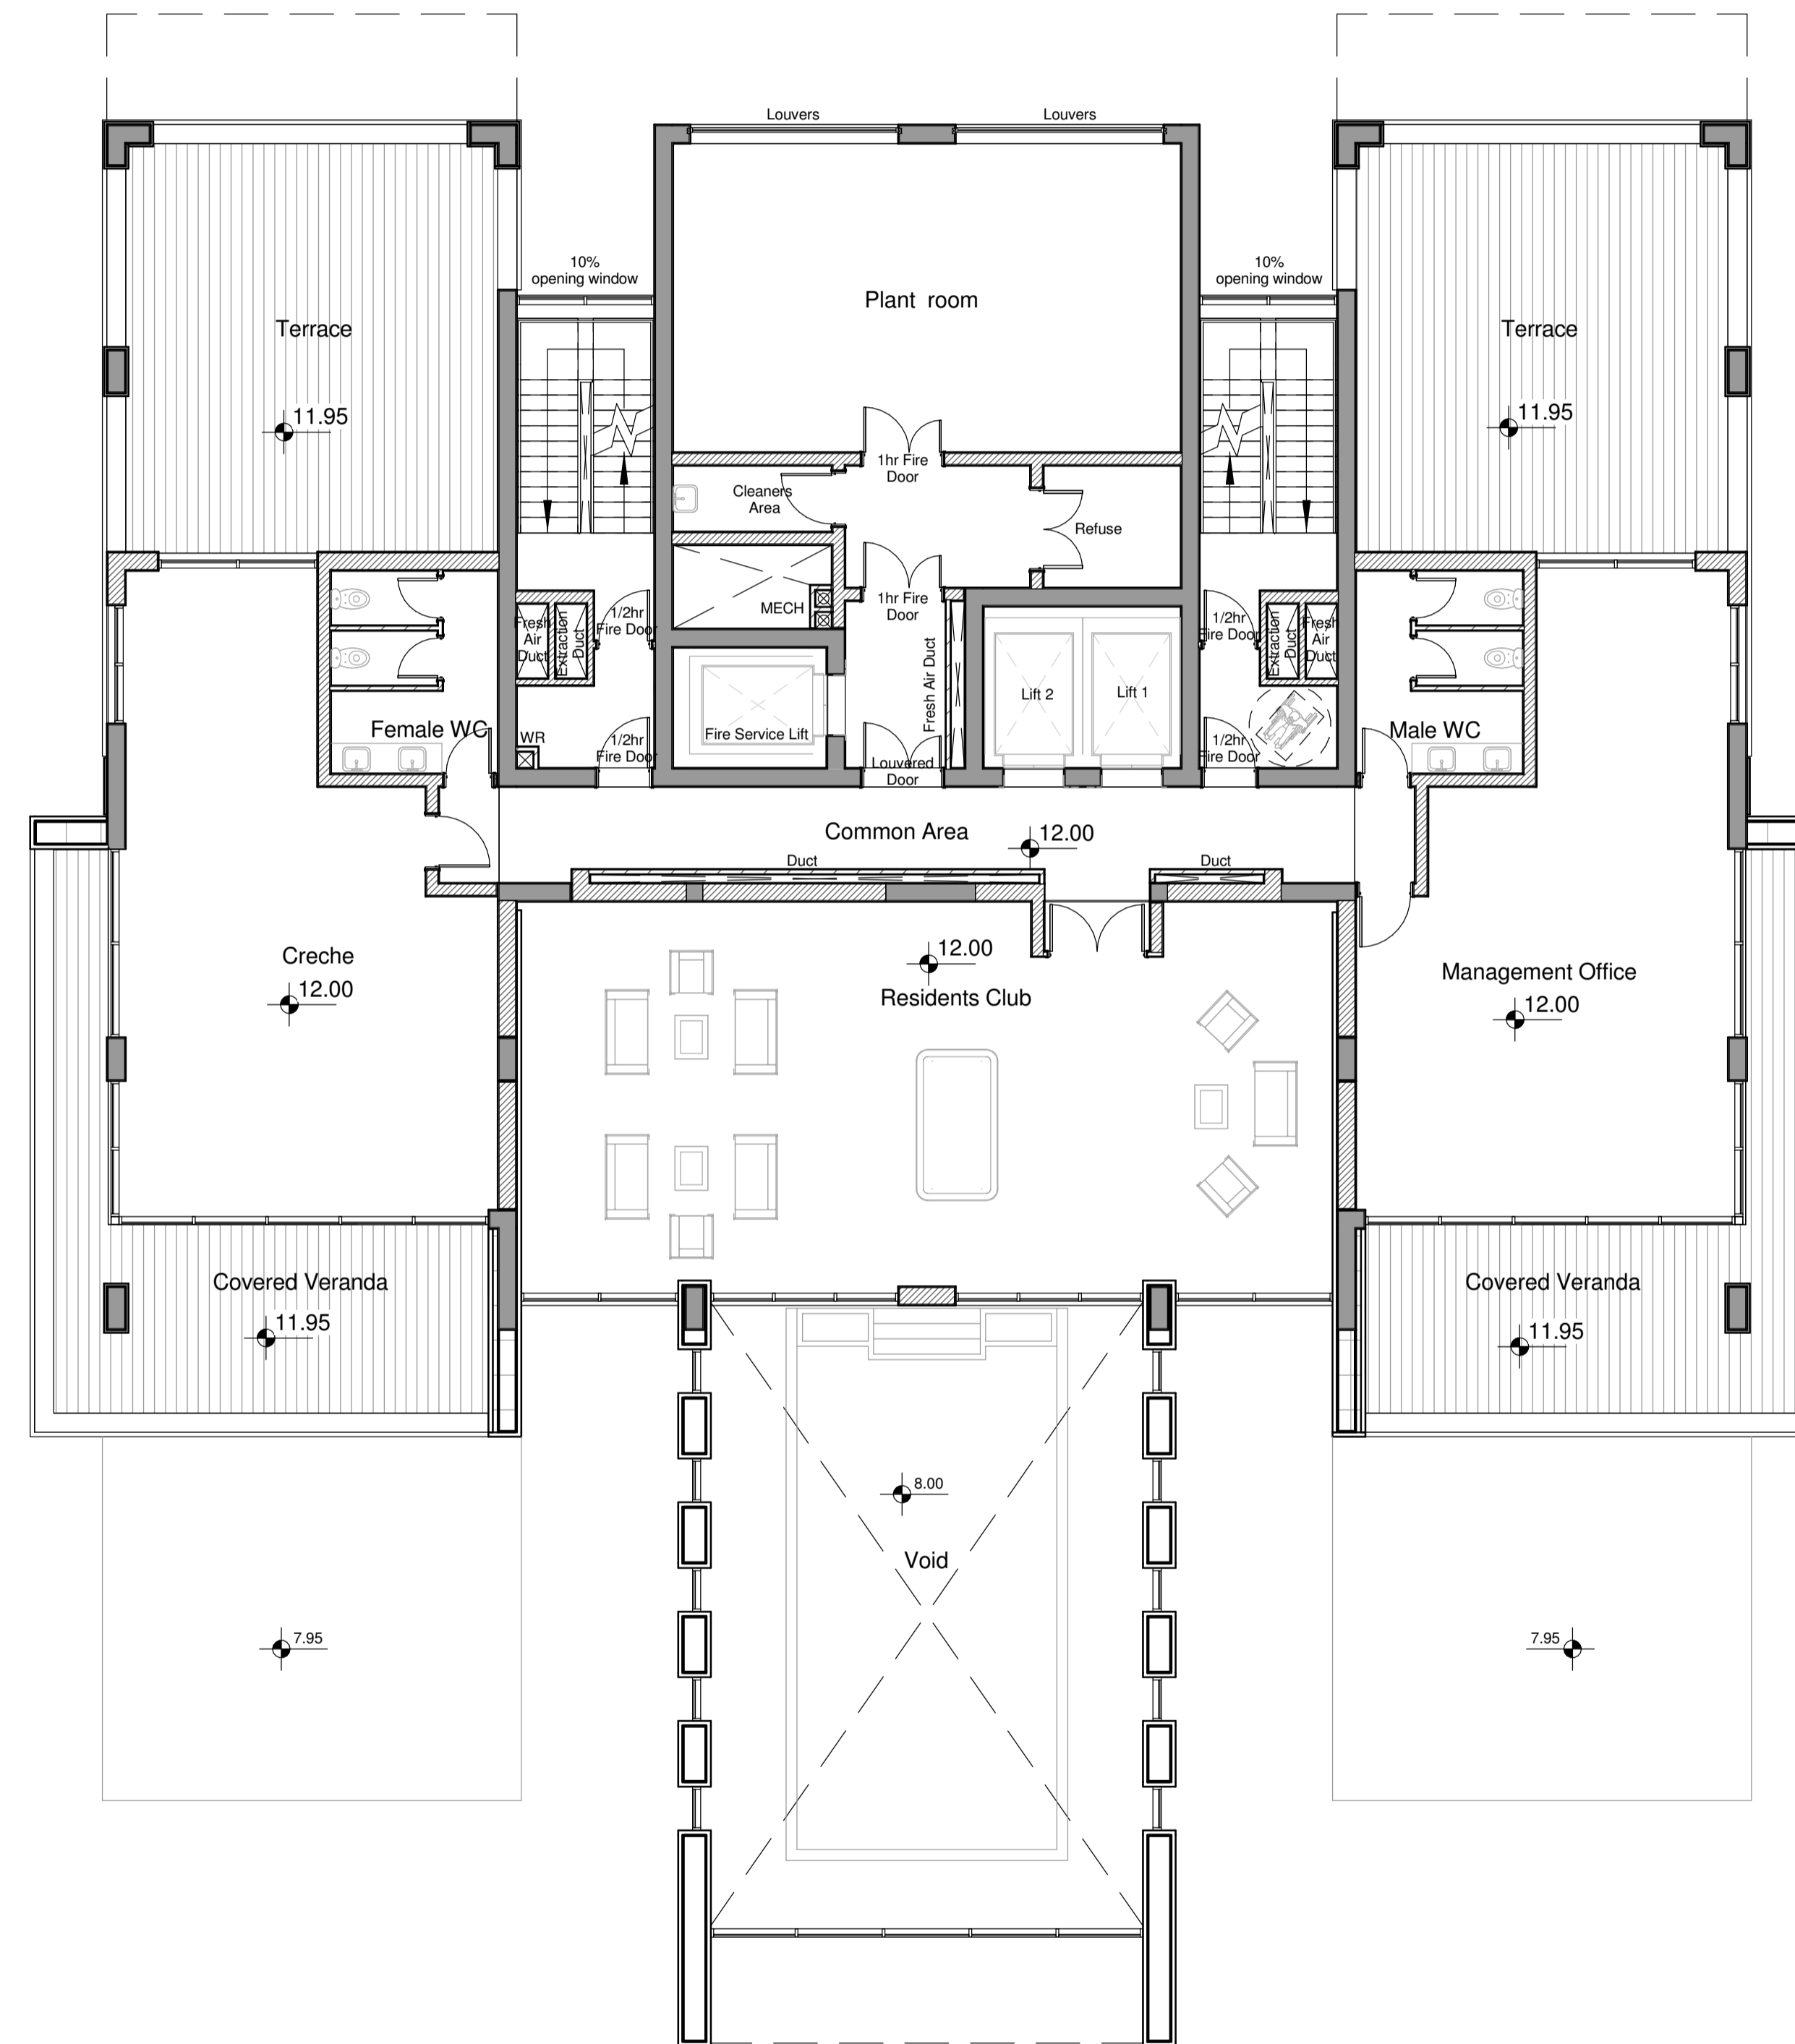 Louvers
Louvers
10%
opening window
10%
opening window
Plant room
Terrace
Terrace
11.95
11.95
1hr Fire
Door
Cleaners
Area
Refuse
MECH
1hr Fire
Door
Fresh
Air
Duct
Extraction
Duct
1/2hr
Fire Door
1/2hr
Fire Door
Extraction
Duct
Fresh
Air
Duct
Fresh Air Duct
Lift 2
Lift 1
Female WC
WR
1/2hr
Fire Door
Fire Service Lift
Louvered
Door
1/2hr
Fire Door
Male WC
Common Area
12.00
Duct
Duct
Creche
12.00
12.00
Residents Club
Management Office
12.00
Covered Veranda
11.95
Covered Veranda
11.95
8.00
Void
7.95
7.95